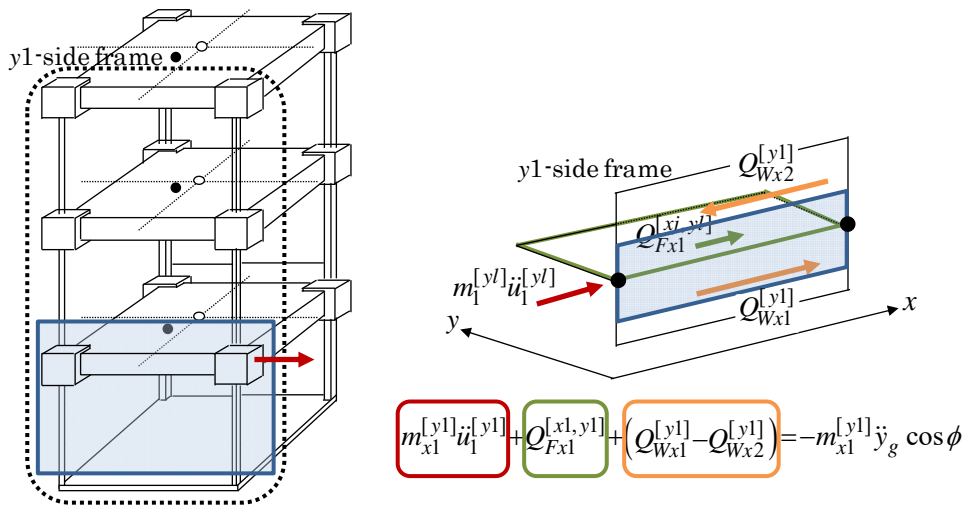 y1-side frame
y1-side frame
Q_{Wx2}^{[y1]}
Q_{Fx1}^{[xj,yl]}
m_1^{[yl]} ü_1^{[yl]}
Q_{Wx1}^{[y1]}
y
x
m_{x1}^{[y1]} ü_1^{[y1]} + Q_{Fx1}^{[x1,y1]} + (Q_{Wx1}^{[y1]} − Q_{Wx2}^{[y1]}) = −m_{x1}^{[y1]} ÿ_g cos ϕ